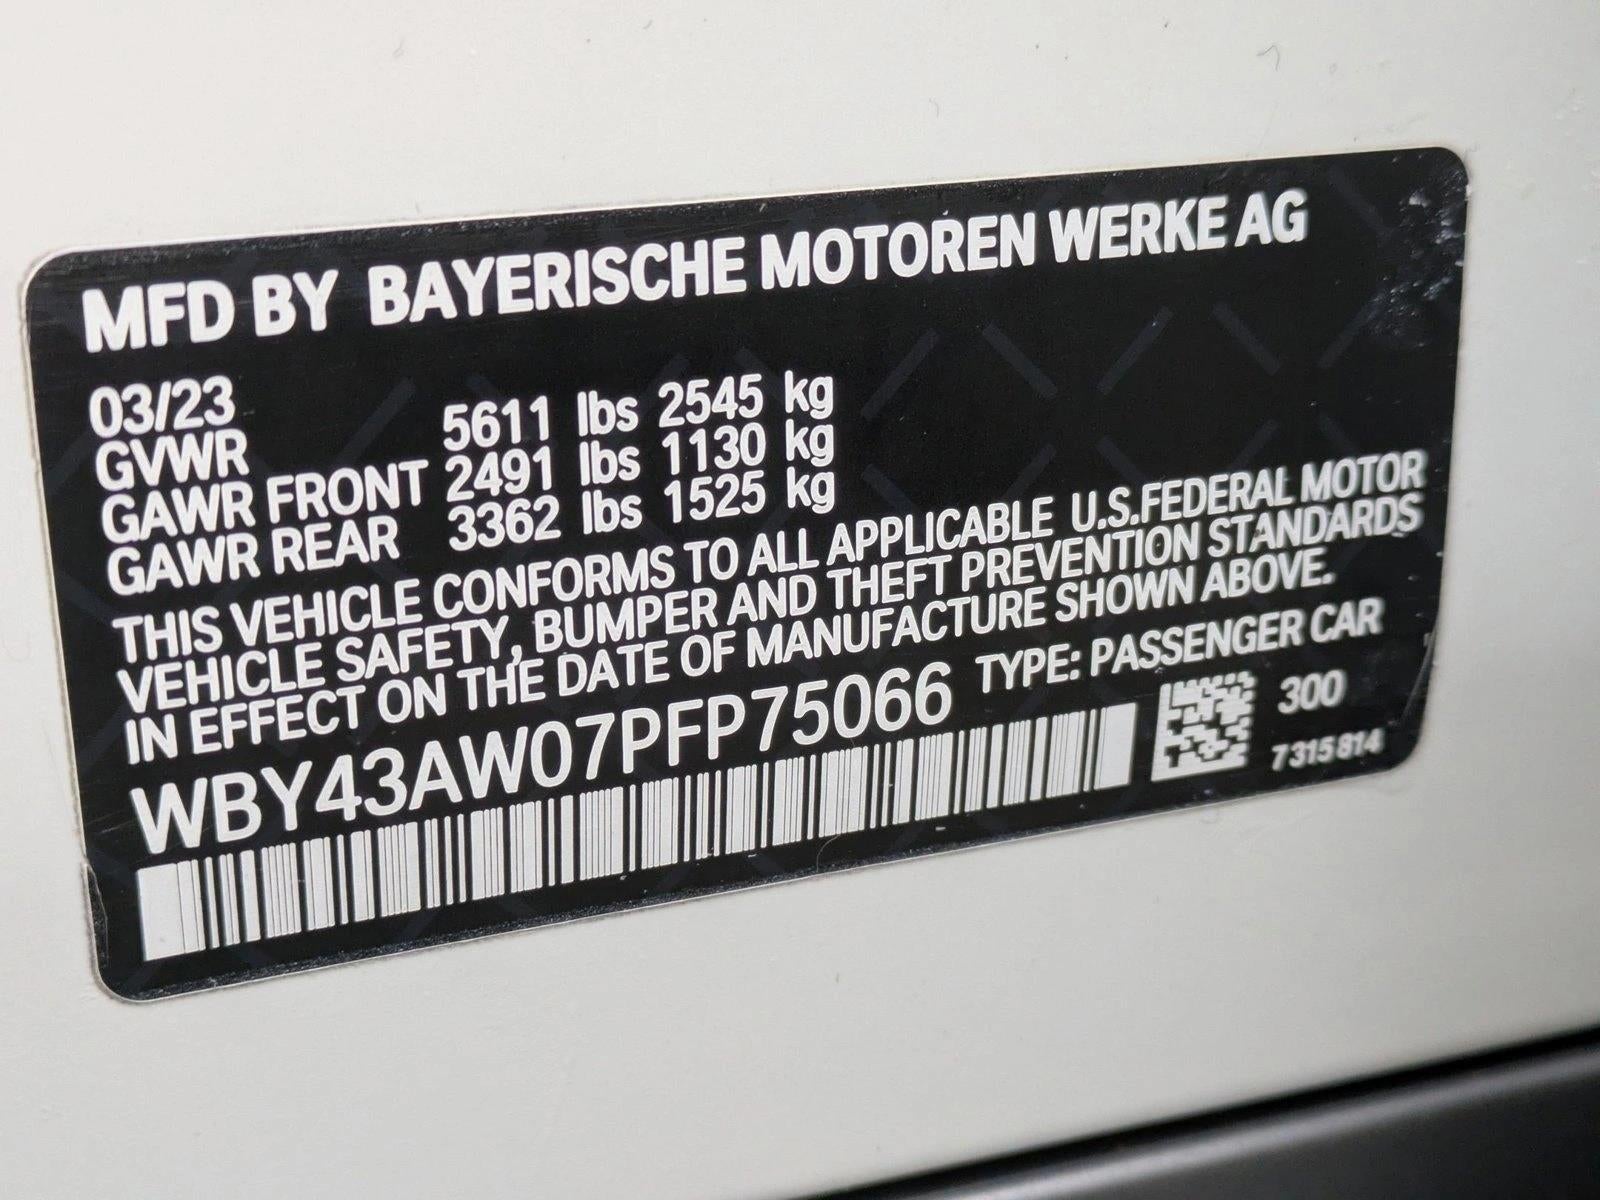 MFD BY BAYERISCHE MOTOREN WERKE AG
03/23
GVWR 5611 lbs 2545 kg
GAWR FRONT 2491 lbs 1130 kg
GAWR REAR 3362 lbs 1525 kg
THIS VEHICLE CONFORMS TO ALL APPLICABLE U.S.FEDERAL MOTOR
VEHICLE SAFETY, BUMPER AND THEFT PREVENTION STANDARDS
IN EFFECT ON THE DATE OF MANUFACTURE SHOWN ABOVE.
WBY43AW07PFP75066 TYPE: PASSENGER CAR
300
7315814